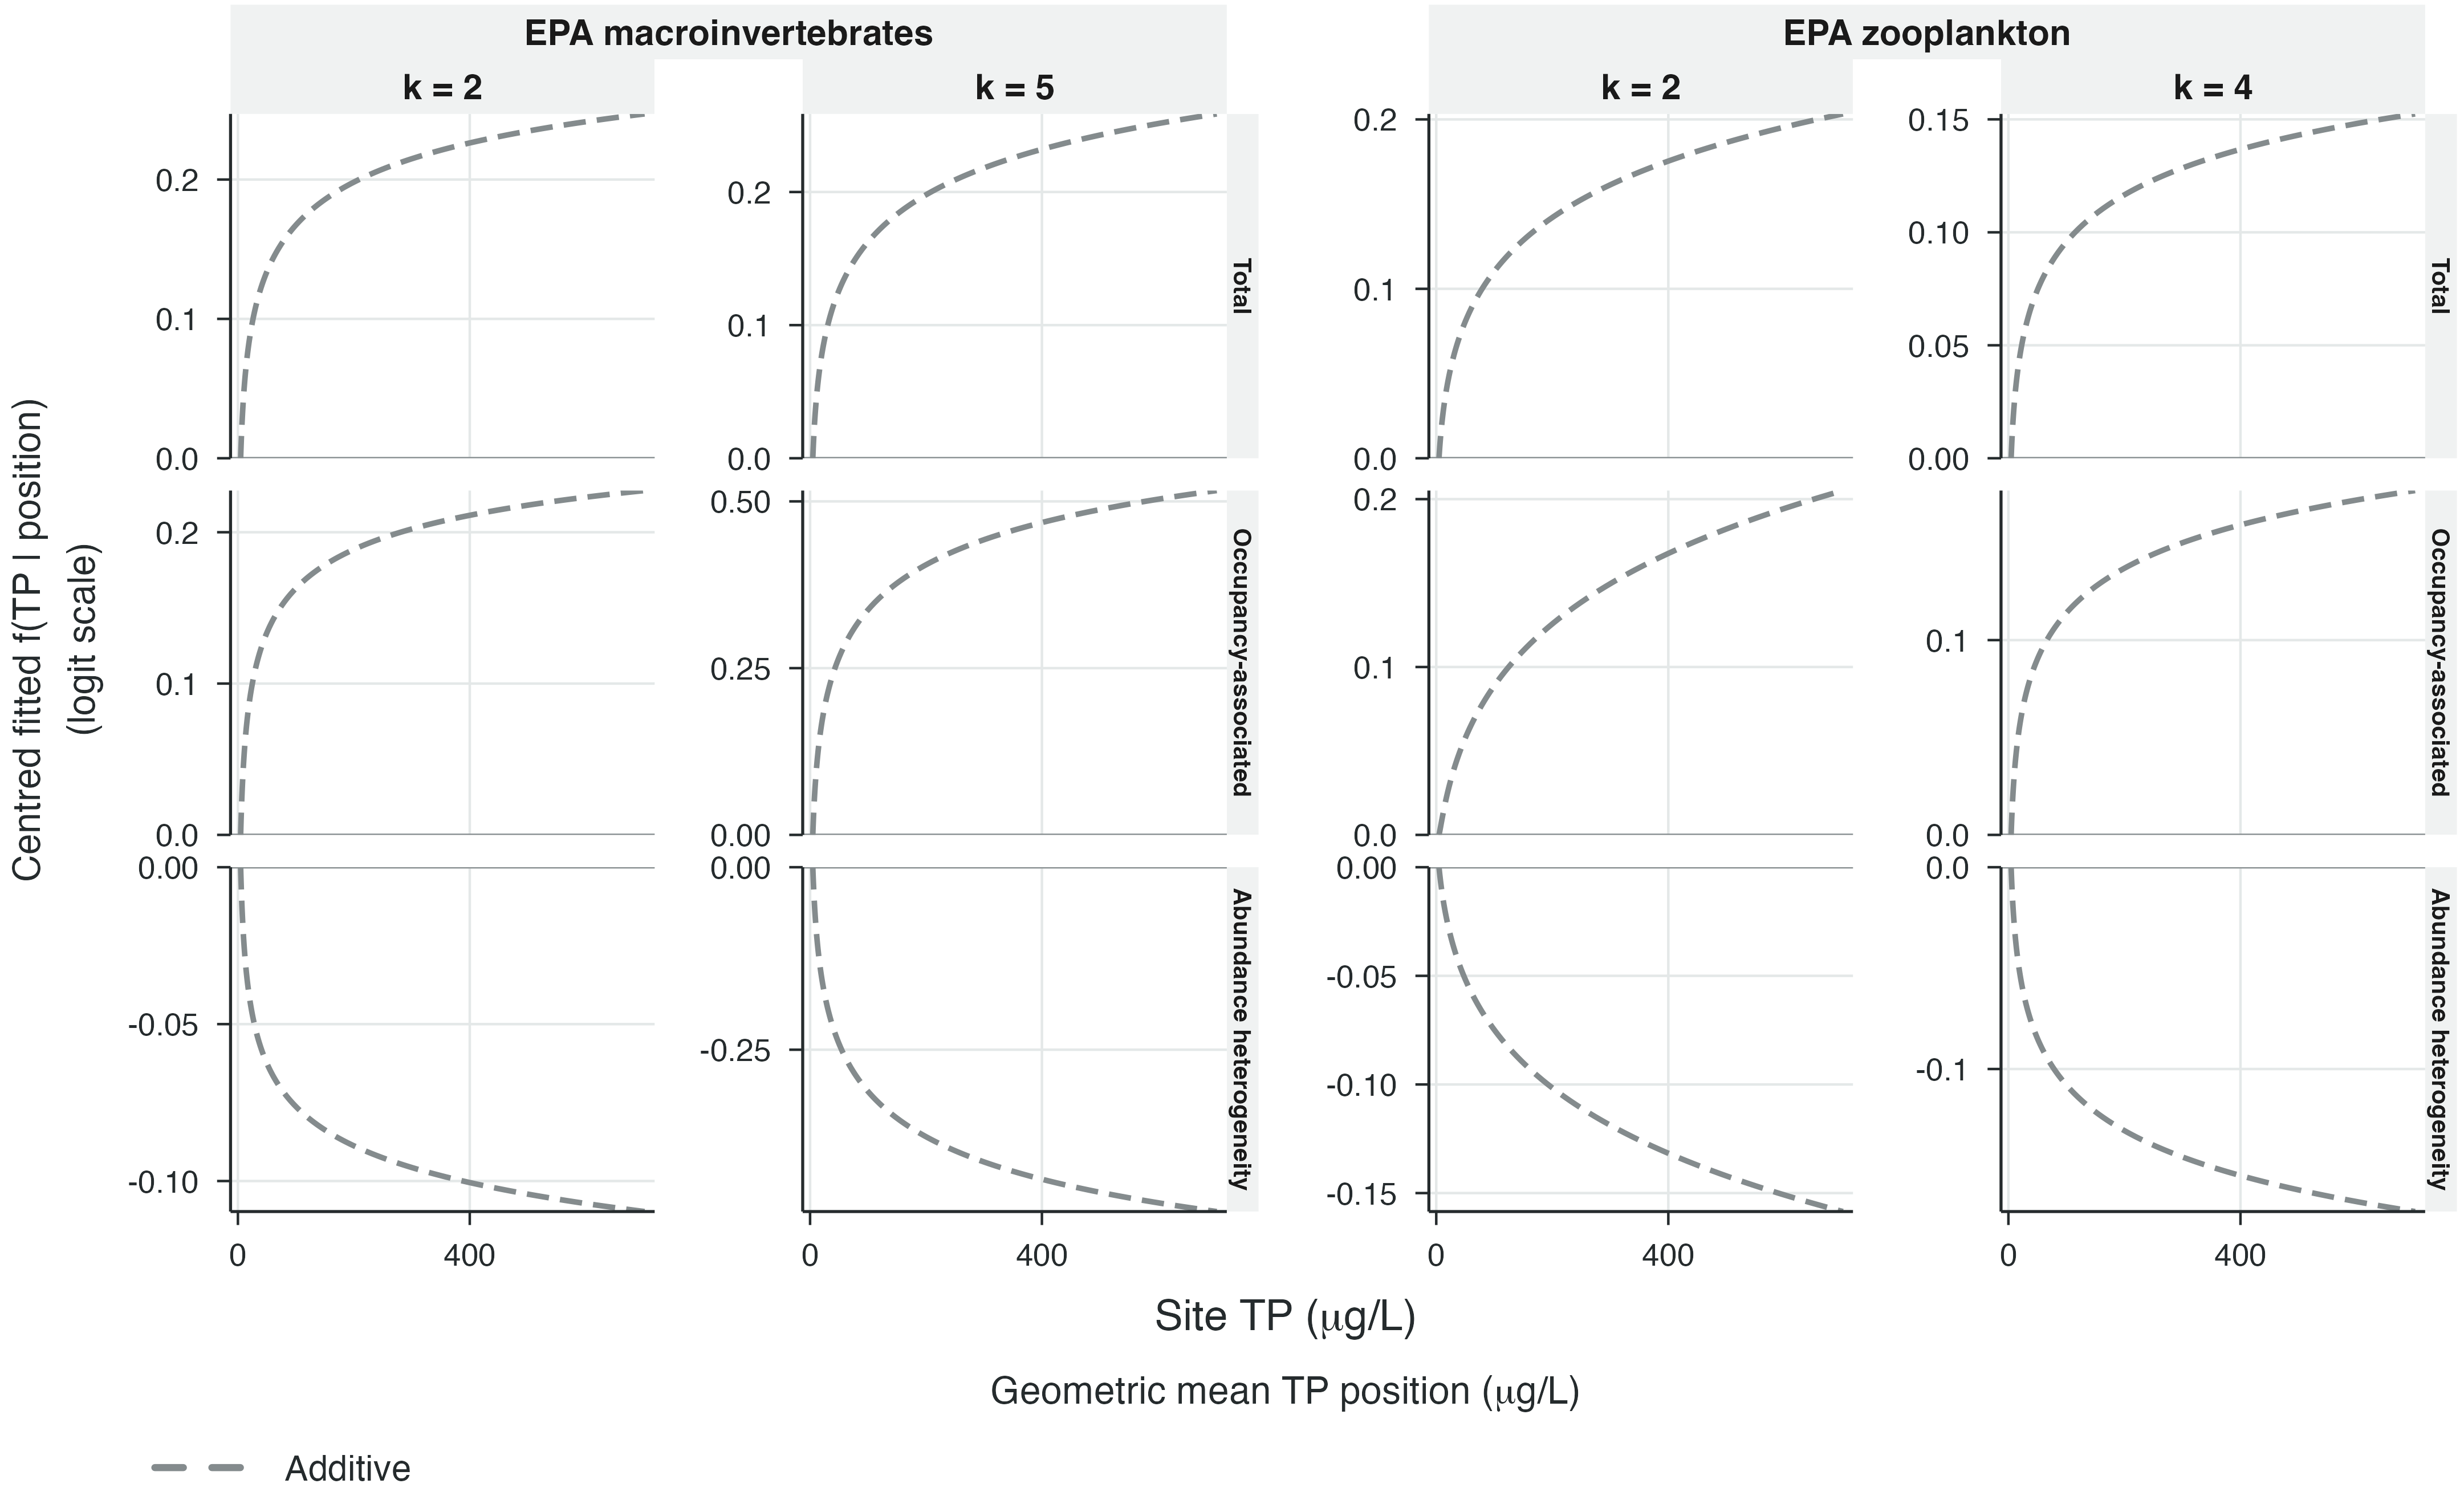 EPA macroinvertebrates
EPA zooplankton
k = 2
k = 5
k = 2
k = 4
Centred fitted f(TP | position)
(logit scale)
0.2
0.1
0.0
0.2
0.1
0.0
Total
0.2
0.1
0.0
0.15
0.10
0.05
0.00
Total
0.2
0.1
0.0
0.50
0.25
0.00
Occupancy-associated
0.2
0.1
0.0
0.1
0.0
Occupancy-associated
0.00
-0.05
-0.10
0.00
-0.25
Abundance heterogeneity
0.00
-0.05
-0.10
-0.15
0.0
-0.1
Abundance heterogeneity
0 400
0 400
0 400
0 400
Site TP (μg/L)
Geometric mean TP position (μg/L)
Additive